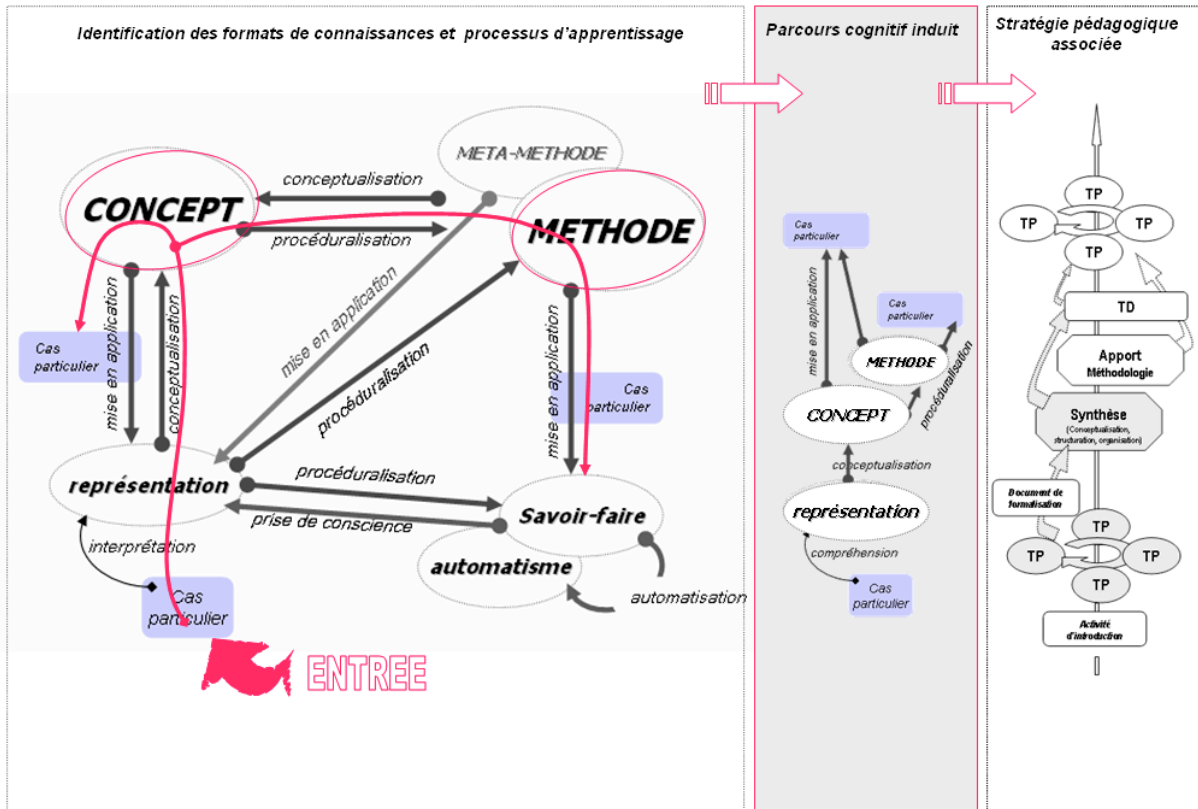 Identification des formats de connaissances et processus d'apprentissage
META-METHODE
conceptualisation
CONCEPT
METHODE
procéduralisation
mise en application
conceptualisation
mise en application
procéduralisation
mise en application
Cas
particulier
Cas
particulier
représentation
procéduralisation
prise de conscience
Savoir-faire
interprétation
automatisme
Cas
particulier
automatisation
ENTREE
Parcours cognitif induit
Cas
particulier
mise en application
Cas
particulier
METHODE
procéduralisation
CONCEPT
conceptualisation
représentation
compréhension
Cas
particulier
Stratégie pédagogique
associée
TP
TP
TP
TP
TD
Apport
Méthodologie
Synthèse
(Conceptualisation,
structuration, organisation)
Document de
formalisation
TP
TP
TP
TP
Activité
d'introduction